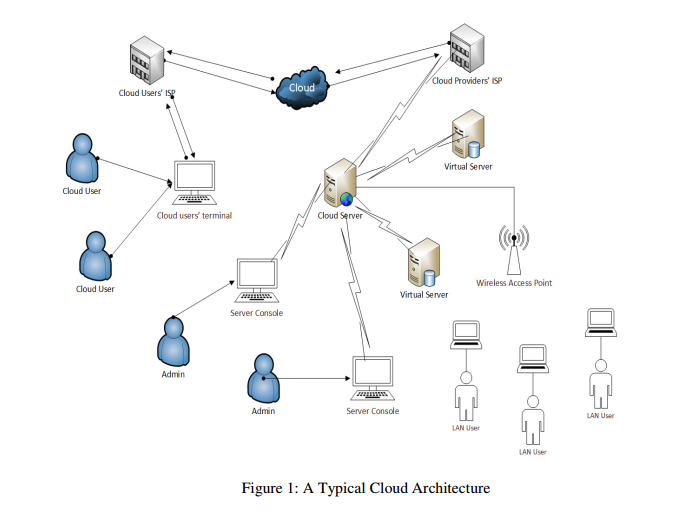 Cloud
Cloud Users' ISP
Cloud Providers' ISP
Virtual Server
Cloud User
Cloud users' terminal
Cloud Server
Cloud User
Wireless Access Point
Virtual Server
Server Console
Admin
Admin
Server Console
LAN User
LAN User
LAN User
Figure 1: A Typical Cloud Architecture